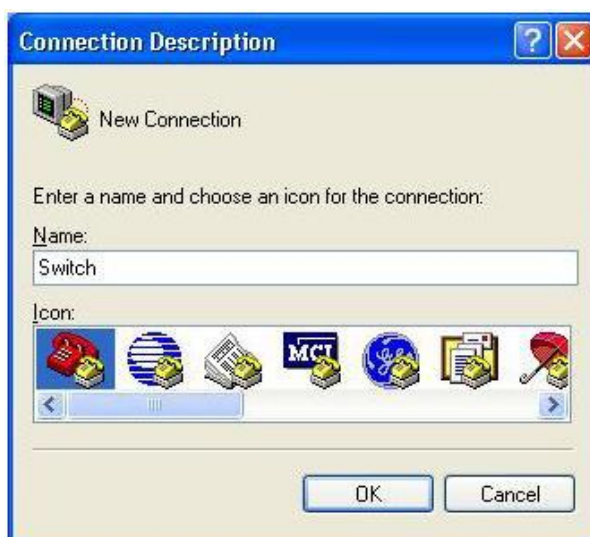 Connection Description
New Connection
Enter a name and choose an icon for the connection:
Name:
Switch
Icon:
MCI
OK
Cancel